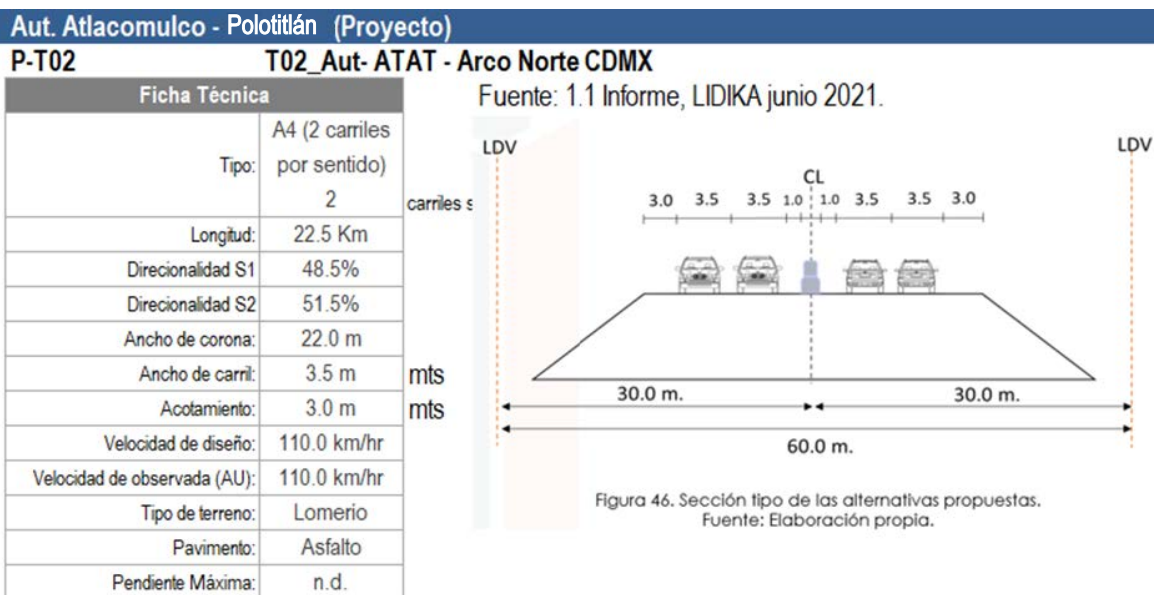 Aut. Atlacomulco - Polotitlán (Proyecto)
P-T02 T02_Aut- ATAT - Arco Norte CDMX
Ficha Técnica
Fuente: 1.1 Informe, LIDIKA junio 2021.
Tipo: A4 (2 carriles por sentido)
2 carriles s
Longitud: 22.5 Km
Direcionalidad S1 48.5%
Direcionalidad S2 51.5%
Ancho de corona: 22.0 m
Ancho de carril: 3.5 m mts
Acotamiento: 3.0 m mts
Velocidad de diseño: 110.0 km/hr
Velocidad de observada (AU): 110.0 km/hr
Tipo de terreno: Lomerio
Pavimento: Asfalto
Pendiente Máxima: n.d.
LDV LDV
CL
3.0 3.5 3.5 1.0 1.0 3.5 3.5 3.0
30.0 m. 30.0 m.
60.0 m.
Figura 46. Sección tipo de las alternativas propuestas.
Fuente: Elaboración propia.